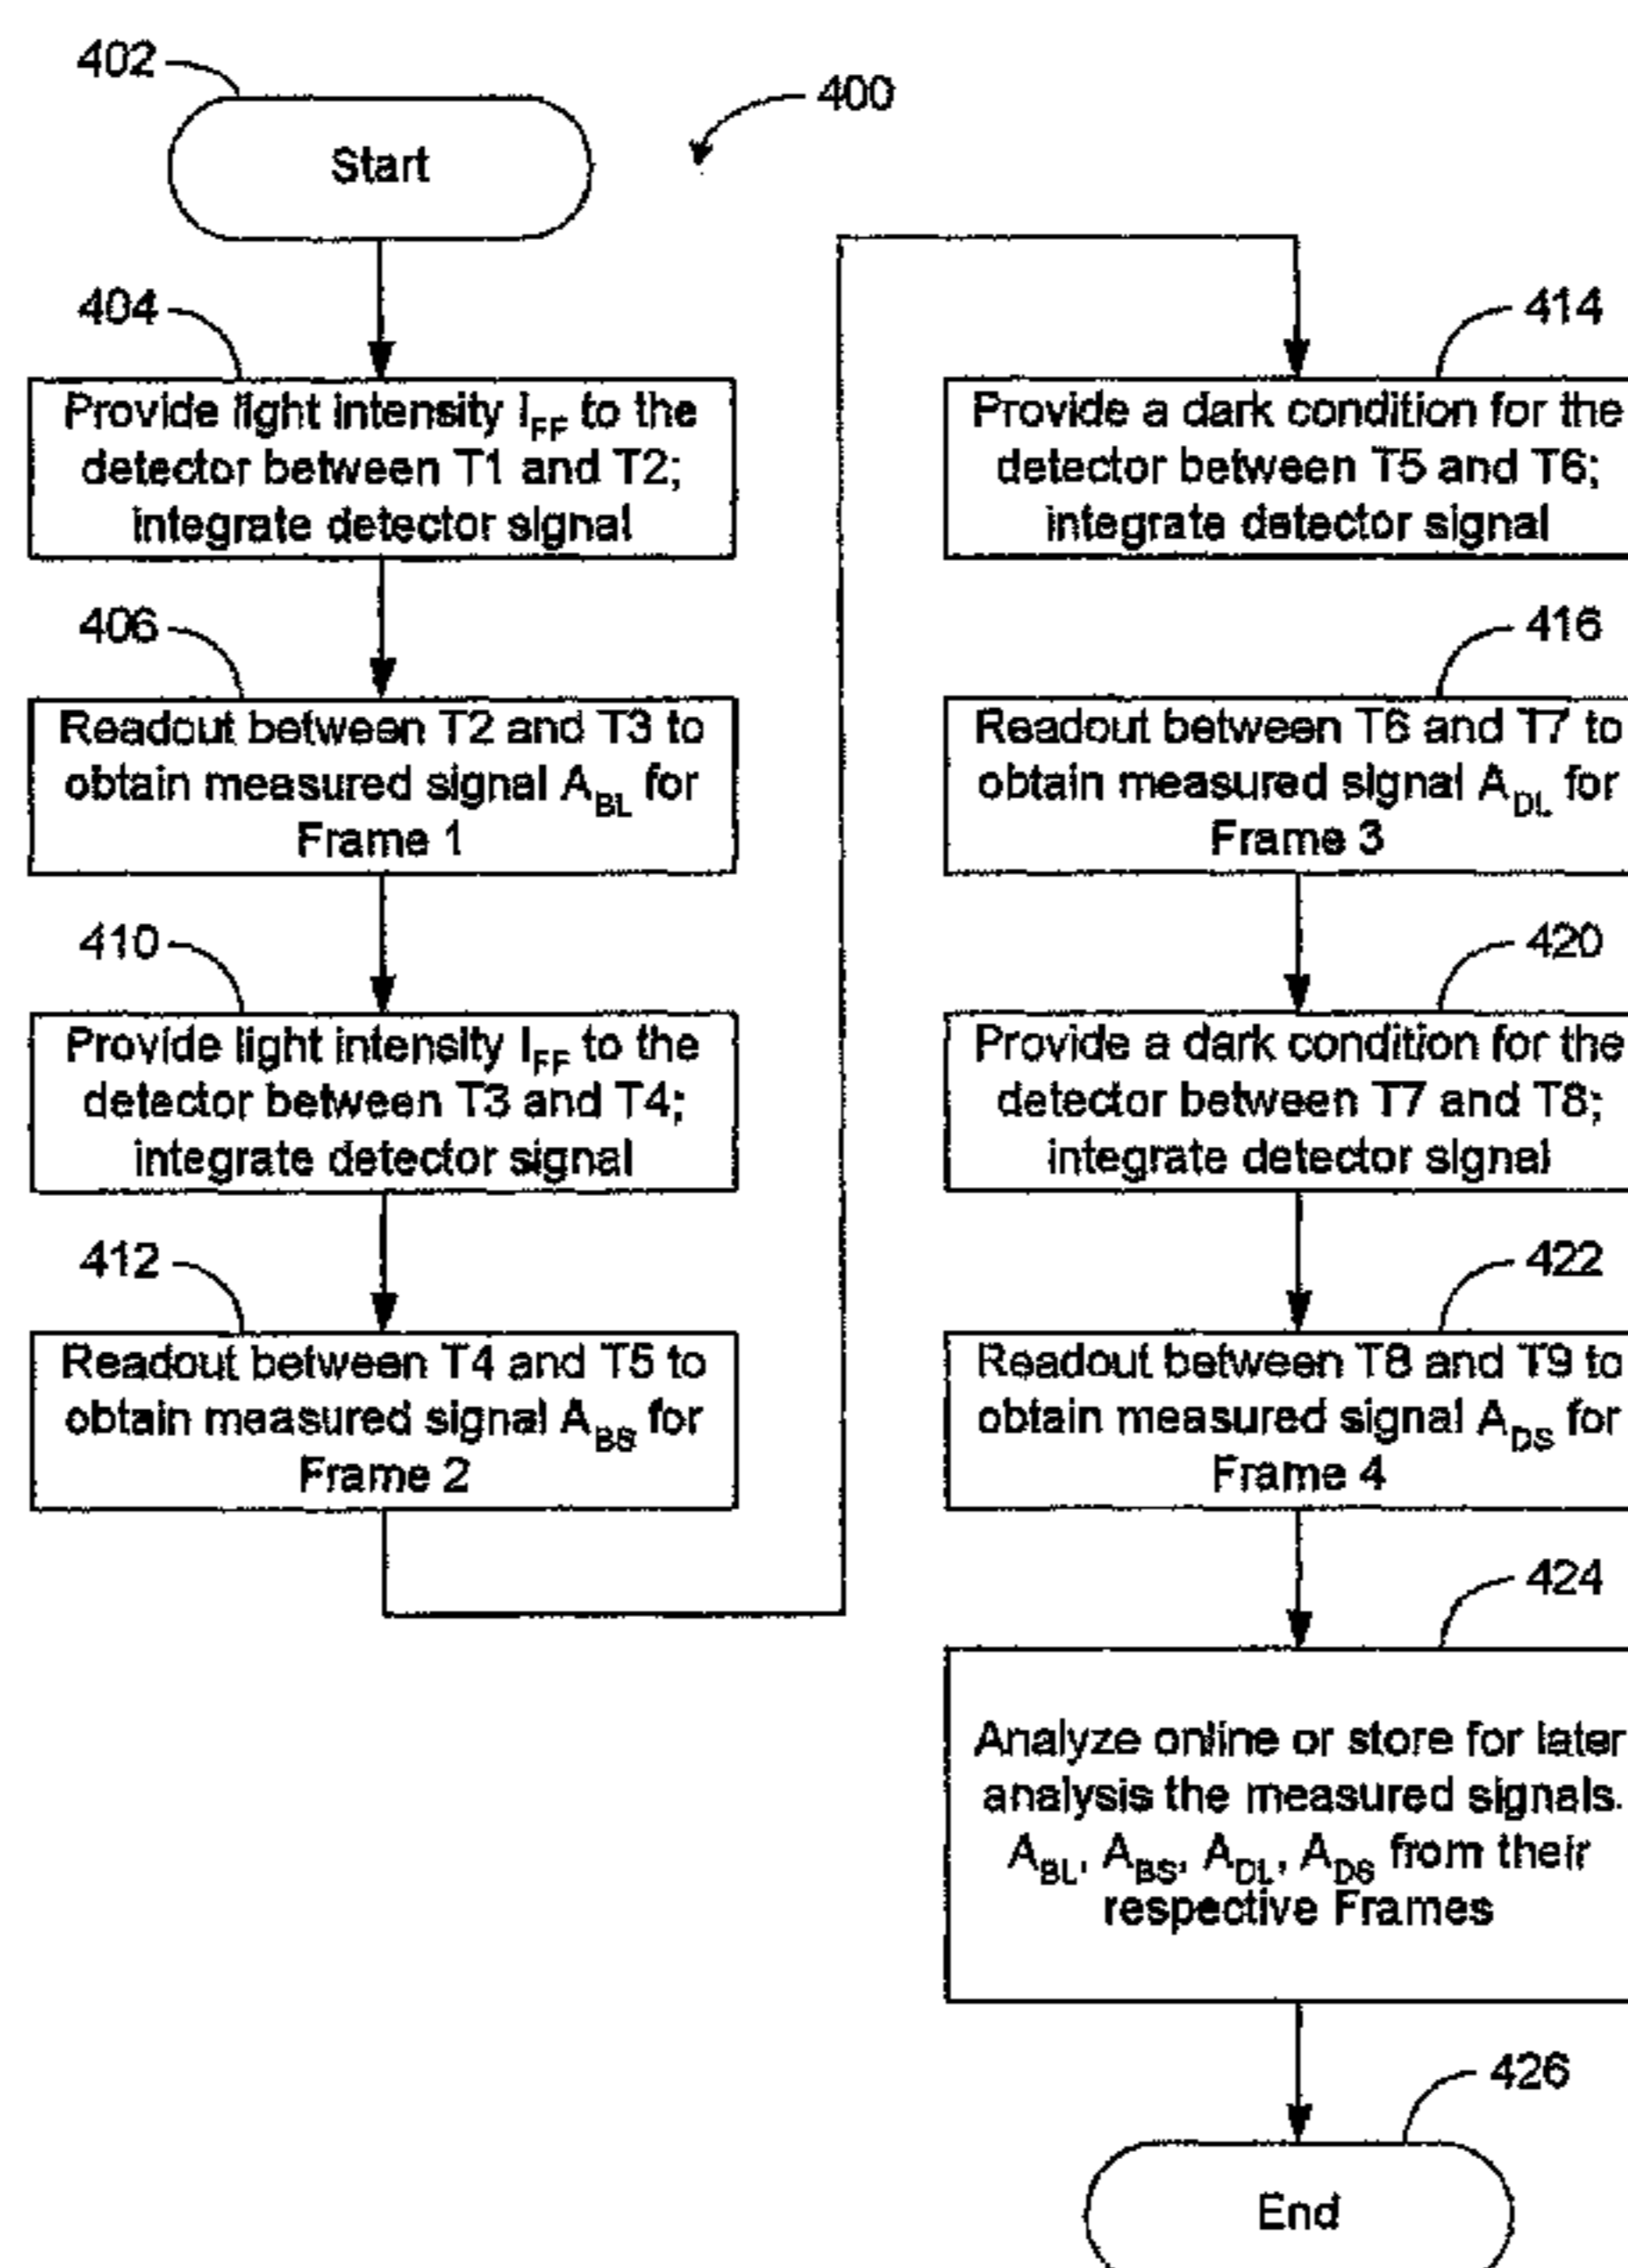 402
400
Start
404
Provide light intensity I_FF to the
detector between T1 and T2;
integrate detector signal
406
Readout between T2 and T3 to
obtain measured signal A_BL for
Frame 1
410
Provide light intensity I_FF to the
detector between T3 and T4;
integrate detector signal
412
Readout between T4 and T5 to
obtain measured signal A_BS for
Frame 2
414
Provide a dark condition for the
detector between T5 and T6;
integrate detector signal
416
Readout between T6 and T7 to
obtain measured signal A_DL for
Frame 3
420
Provide a dark condition for the
detector between T7 and T8;
integrate detector signal
422
Readout between T8 and T9 to
obtain measured signal A_DS for
Frame 4
424
Analyze online or store for later
analysis the measured signals.
A_BL, A_BS, A_DL, A_DS from their
respective Frames
426
End